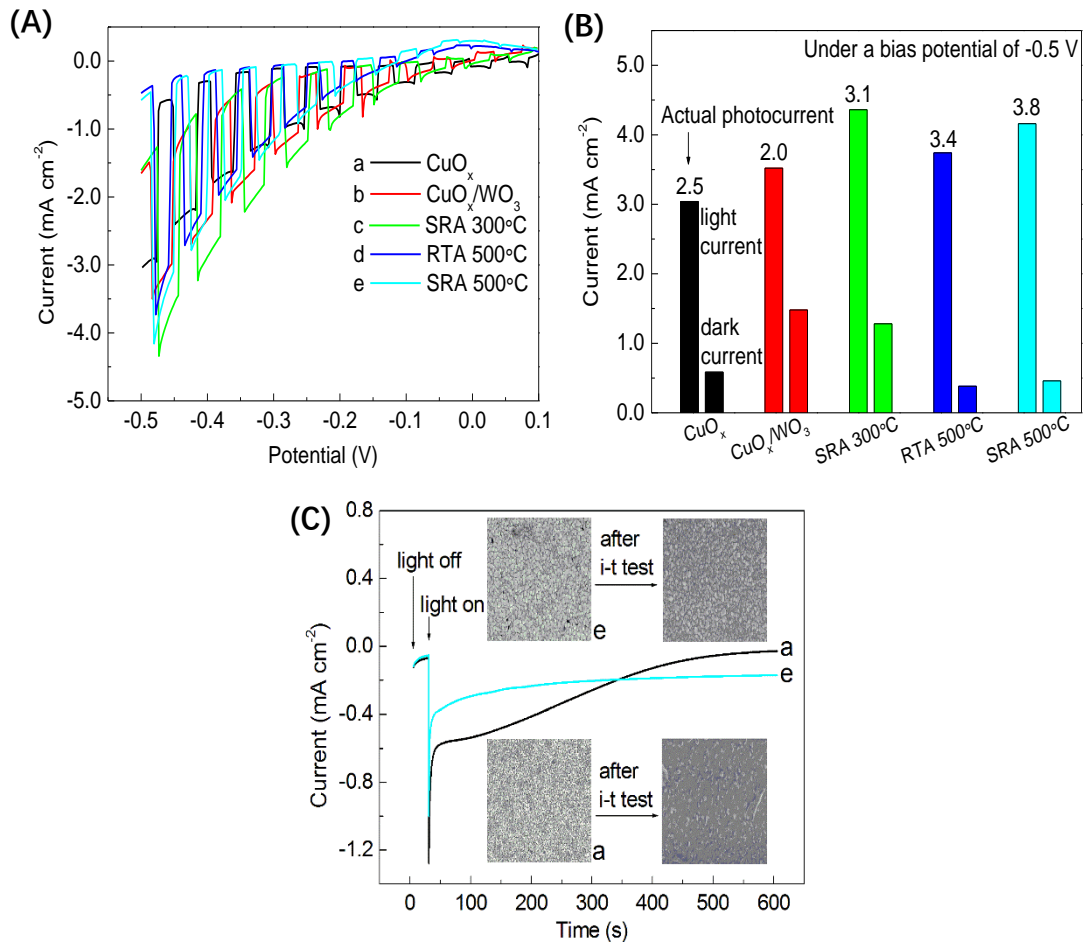 (A)
0.0
-1.0
-2.0
-3.0
-4.0
-5.0
Current (mA cm⁻²)
-0.5 -0.4 -0.3 -0.2 -0.1 0.0 0.1
Potential (V)
a CuOₓ
b CuOₓ/WO₃
c SRA 300°C
d RTA 500°C
e SRA 500°C
(B)
Under a bias potential of -0.5 V
5.0
4.0
3.0
2.0
1.0
0.0
Current (mA cm⁻²)
Actual photocurrent
2.5
2.0
3.1
3.4
3.8
light
current
dark
current
CuOₓ
CuOₓ/WO₃
SRA 300°C
RTA 500°C
SRA 500°C
(C)
0.8
0.4
0.0
-0.4
-0.8
-1.2
Current (mA cm⁻²)
light off
light on
after
i-t test
e
a
e
after
i-t test
a
0 100 200 300 400 500 600
Time (s)